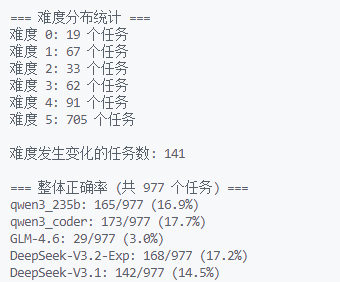 === 难度分布统计 ===
难度 0: 19 个任务
难度 1: 67 个任务
难度 2: 33 个任务
难度 3: 62 个任务
难度 4: 91 个任务
难度 5: 705 个任务
难度发生变化的任务数: 141
=== 整体正确率 (共 977 个任务) ===
qwen3_235b: 165/977 (16.9%)
qwen3_coder: 173/977 (17.7%)
GLM-4.6: 29/977 (3.0%)
DeepSeek-V3.2-Exp: 168/977 (17.2%)
DeepSeek-V3.1: 142/977 (14.5%)